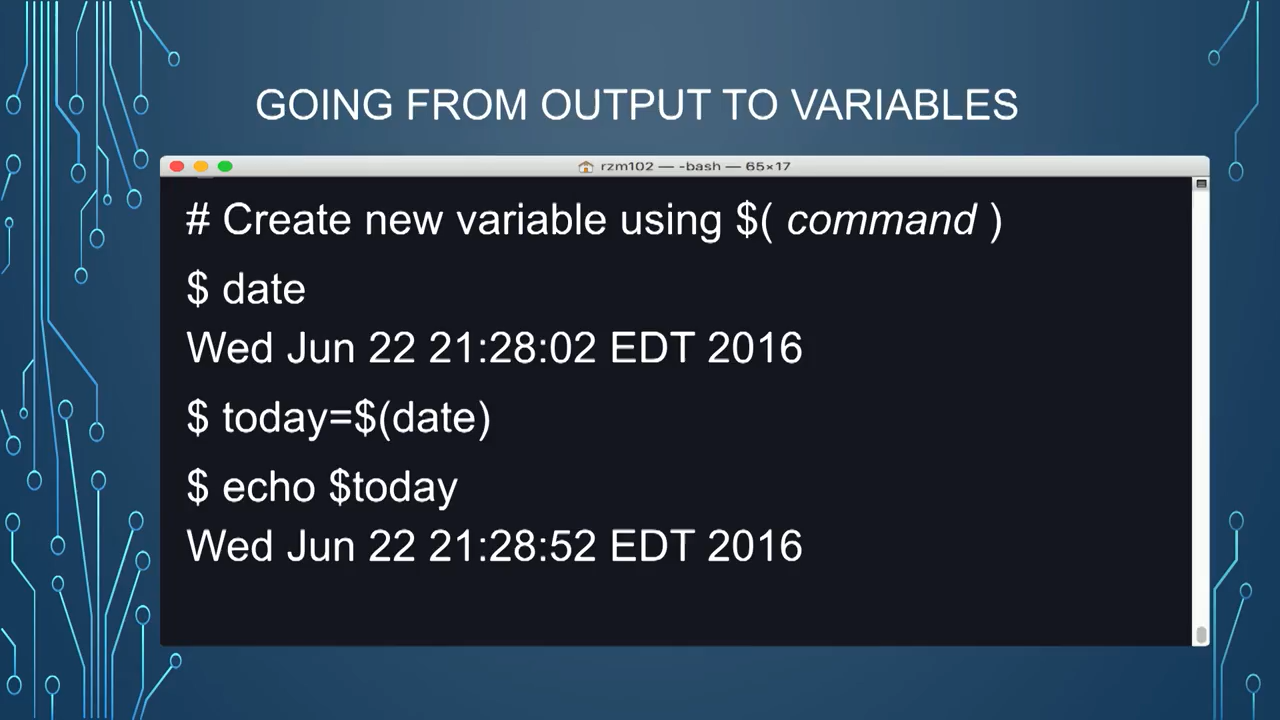 GOING FROM OUTPUT TO VARIABLES
rzm102 — -bash — 65×17
# Create new variable using $( command )
$ date
Wed Jun 22 21:28:02 EDT 2016
$ today=$(date)
$ echo $today
Wed Jun 22 21:28:52 EDT 2016